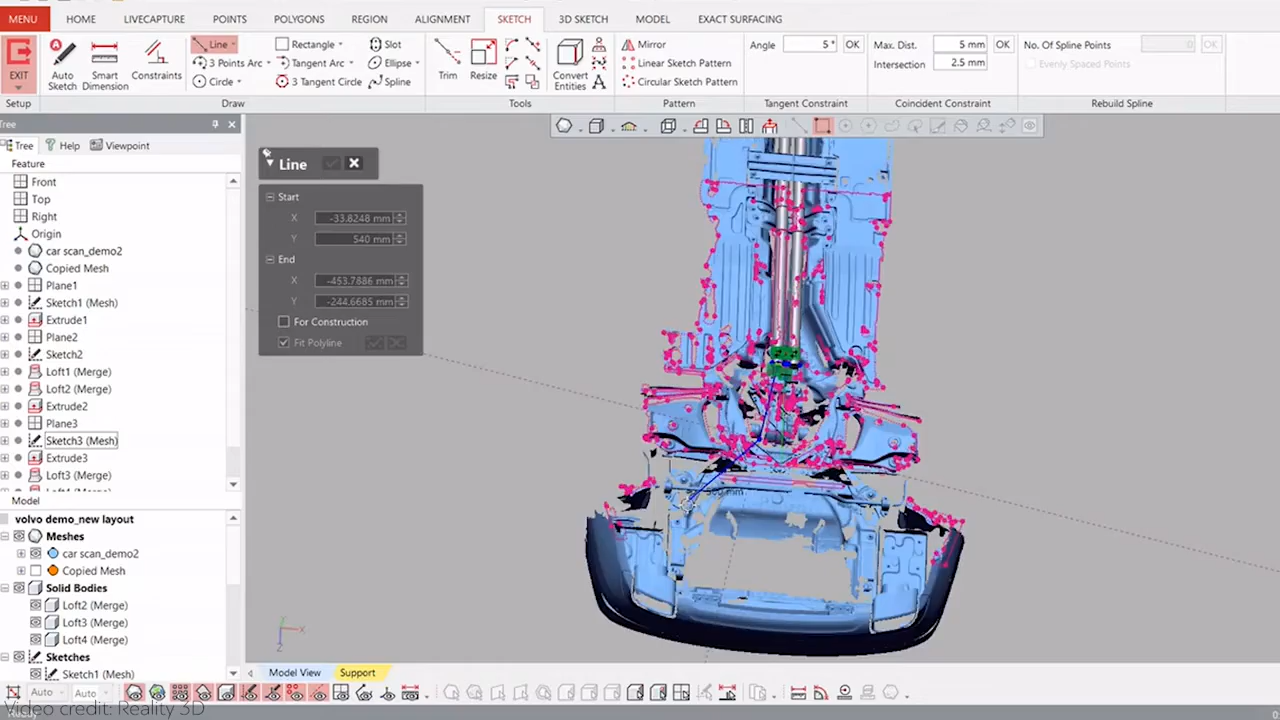 MENU HOME LIVECAPTURE POINTS POLYGONS REGION ALIGNMENT SKETCH 3D SKETCH MODEL EXACT SURFACING
EXIT
Auto Sketch
Smart Dimension
Constraints
Line Rectangle Slot
3 Points Arc Tangent Arc Ellipse
Circle 3 Tangent Circle Spline
Trim
Resize
Convert Entities
Mirror
Linear Sketch Pattern
Circular Sketch Pattern
Angle 5 ° OK
Max. Dist. 5 mm OK
Intersection 2.5 mm
No. Of Spline Points 0 OK
Evenly Spaced Points
Setup Draw Tools Pattern Tangent Constraint Coincident Constraint Rebuild Spline
Tree
Tree Help Viewpoint
Feature
Front
Top
Right
Origin
car scan_demo2
Copied Mesh
Plane1
Sketch1 (Mesh)
Extrude1
Plane2
Sketch2
Loft1 (Merge)
Loft2 (Merge)
Extrude2
Plane3
Sketch3 (Mesh)
Extrude3
Loft3 (Merge)
Model
volvo demo_new layout
Meshes
car scan_demo2
Copied Mesh
Solid Bodies
Loft2 (Merge)
Loft3 (Merge)
Loft4 (Merge)
Sketches
Sketch1 (Mesh)
Line
Start
X -33.8248 mm
Y 540 mm
End
X -453.7886 mm
Y -244.6685 mm
For Construction
Fit Polyline
X
Z
Model View Support
Auto Auto
Video credit: Reality 3D